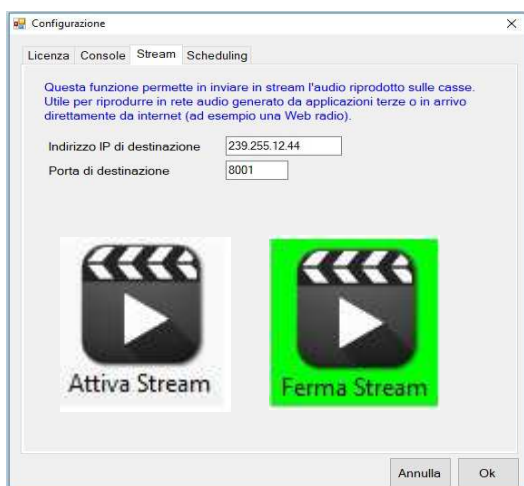 Configurazione
Licenza Console Stream Scheduling
Questa funzione permette in inviare in stream l'audio riprodotto sulle casse.
Utile per riprodurre in rete audio generato da applicazioni terze o in arrivo
direttamente da internet (ad esempio una Web radio).
Indirizzo IP di destinazione 239.255.12.44
Porta di destinazione 8001
Attiva Stream Ferma Stream
Annulla Ok